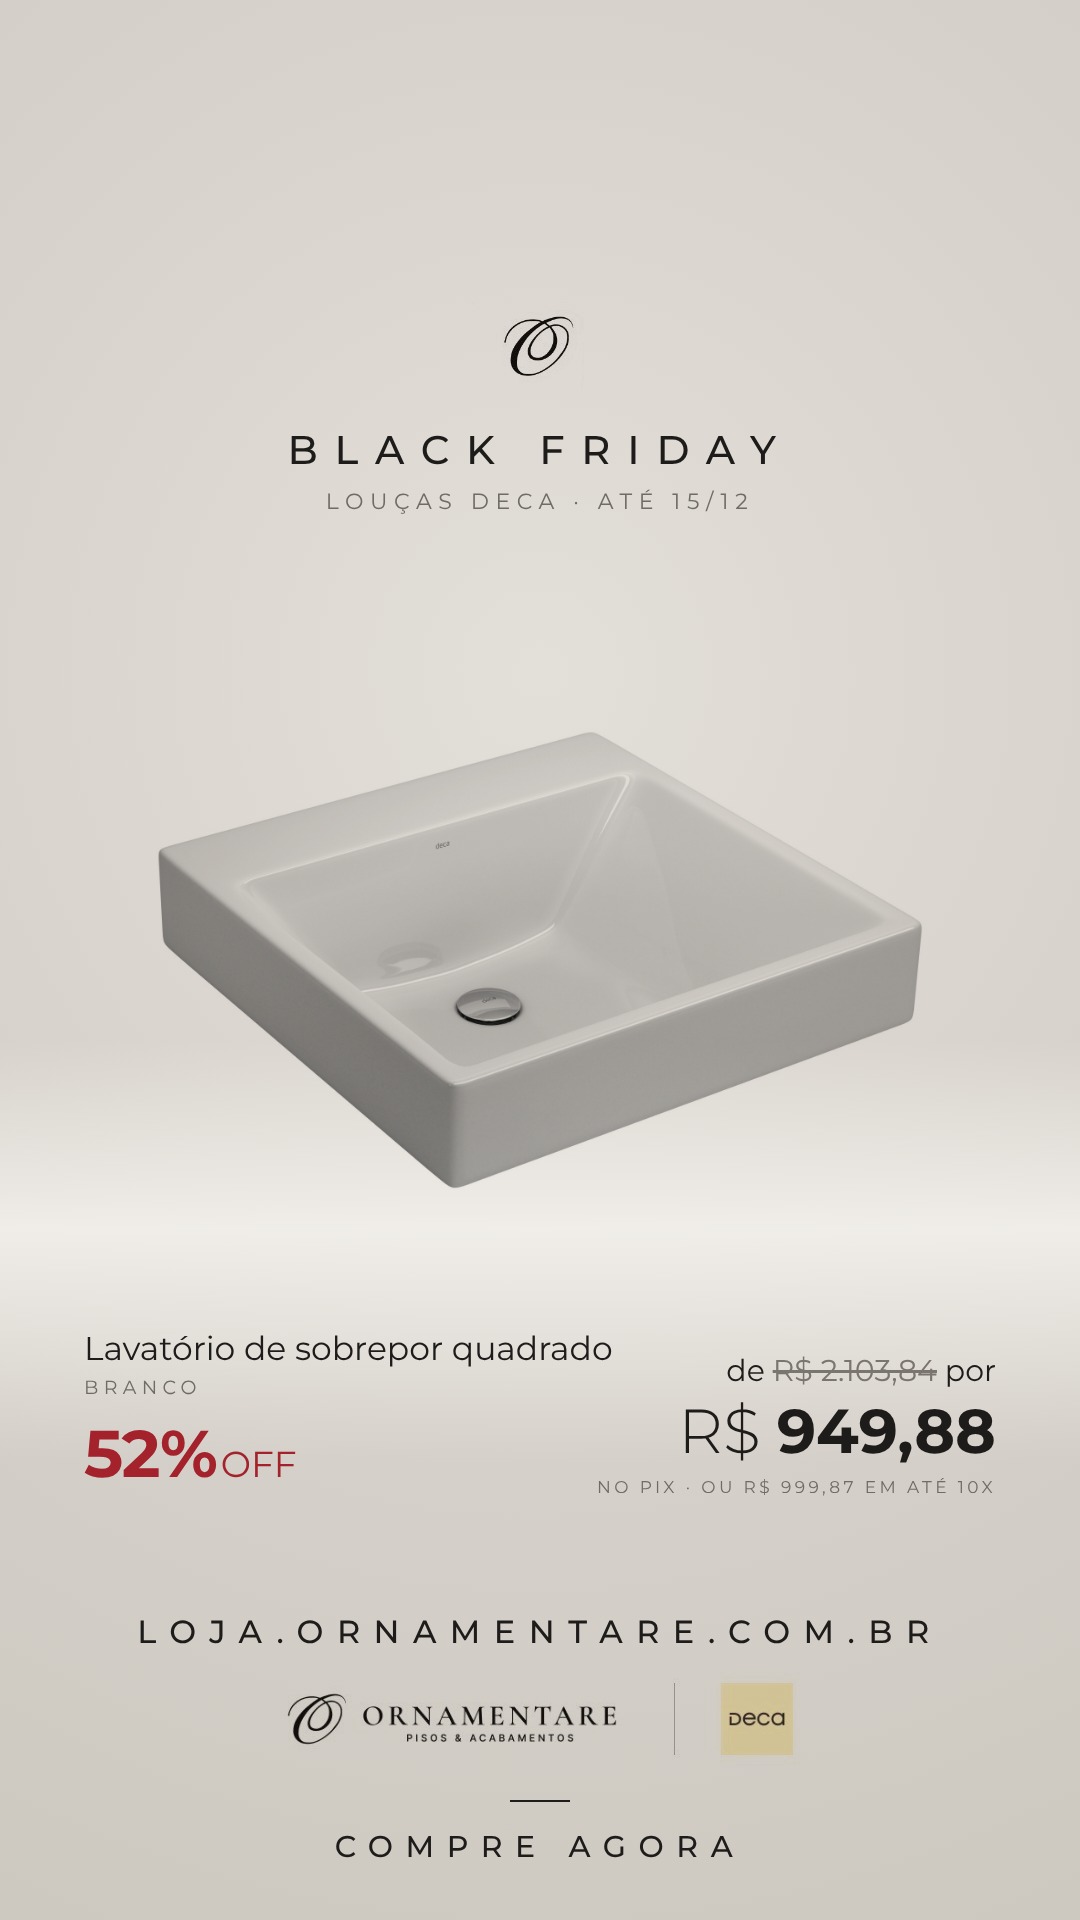 O
BLACK FRIDAY
LOUÇAS DECA · ATÉ 15/12
deca
Lavatório de sobrepor quadrado
BRANCO
52% OFF
de R$ 2.103,84 por
R$ 949,88
NO PIX · OU R$ 999,87 EM ATÉ 10X
LOJA.ORNAMENTARE.COM.BR
O ORNAMENTARE
PISOS & ACABAMENTOS
Deca
COMPRE AGORA